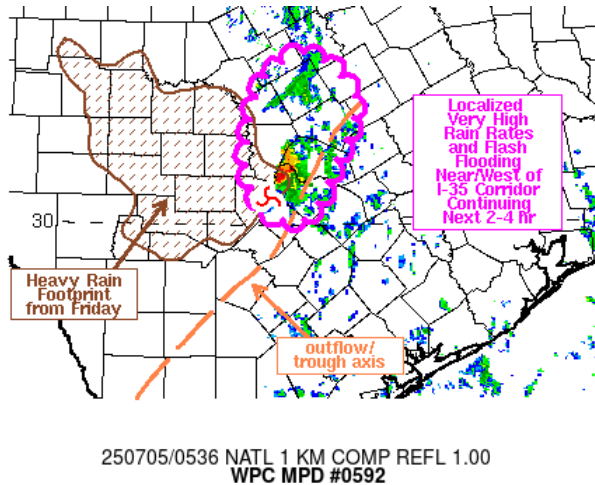 Localized
Very High
Rain Rates
and Flash
Flooding
Near/West of
I-35 Corridor
Continuing
Next 2-4 hr
30
Heavy Rain
Footprint
from Friday
outflow/
trough axis
250705/0536 NATL 1 KM COMP REFL 1.00
WPC MPD #0592